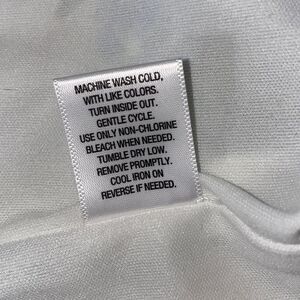 MACHINE WASH COLD,
WITH LIKE COLORS.
TURN INSIDE OUT.
GENTLE CYCLE.
USE ONLY NON-CHLORINE
BLEACH WHEN NEEDED.
TUMBLE DRY LOW.
REMOVE PROMPTLY.
COOL IRON ON
REVERSE IF NEEDED.